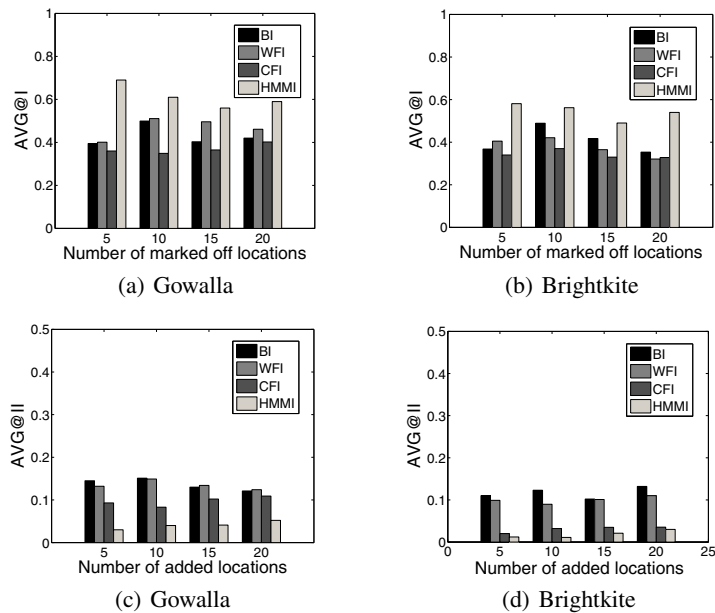 1
0.8
0.6
0.4
0.2
0
AVG@I
BI
WFI
CFI
HMMI
5 10 15 20
Number of marked off locations
(a) Gowalla
1
0.8
0.6
0.4
0.2
0
AVG@I
BI
WFI
CFI
HMMI
5 10 15 20
Number of marked off locations
(b) Brightkite
0.5
0.4
0.3
0.2
0.1
0
AVG@II
BI
WFI
CFI
HMMI
5 10 15 20
Number of added locations
(c) Gowalla
0.5
0.4
0.3
0.2
0.1
0
AVG@II
BI
WFI
CFI
HMMI
0 5 10 15 20 25
Number of added locations
(d) Brightkite